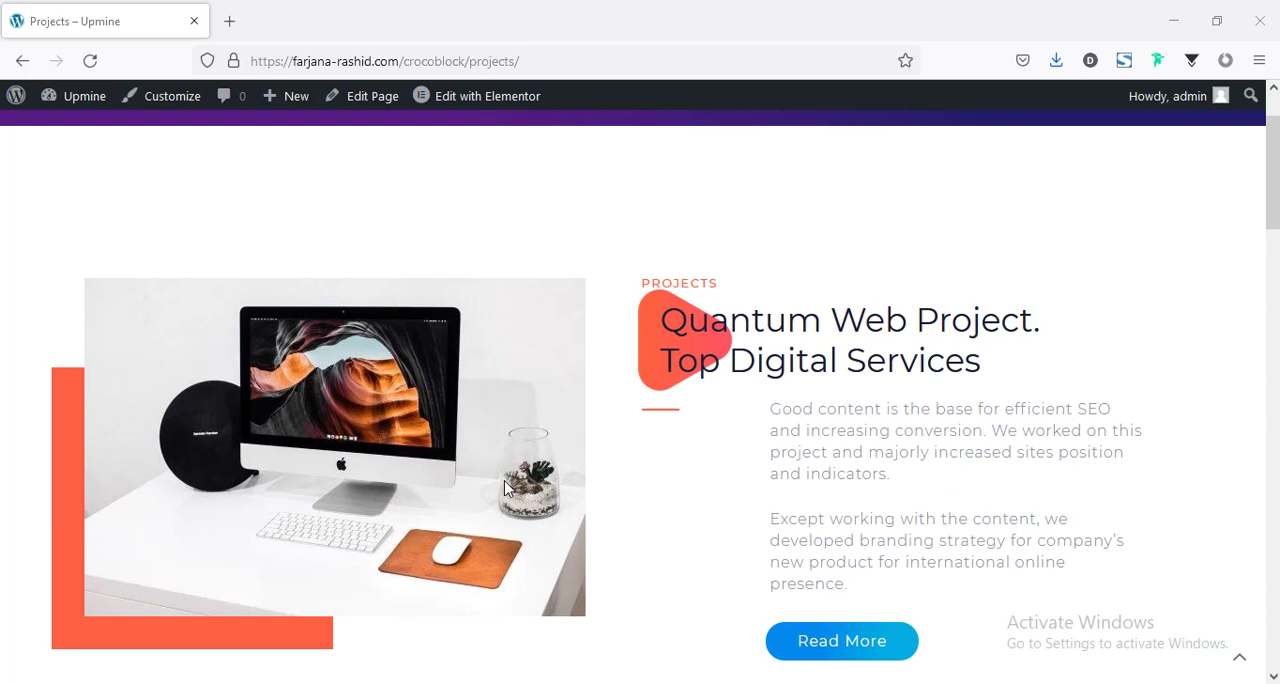 Projects – Upmine
https://farjana-rashid.com/crocoblock/projects/
Upmine
Customize
0
New
Edit Page
Edit with Elementor
Howdy, admin
PROJECTS
Quantum Web Project.
Top Digital Services
Good content is the base for efficient SEO
and increasing conversion. We worked on this
project and majorly increased sites position
and indicators.
Except working with the content, we
developed branding strategy for company's
new product for international online
presence.
Read More
Activate Windows
Go to Settings to activate Windows.